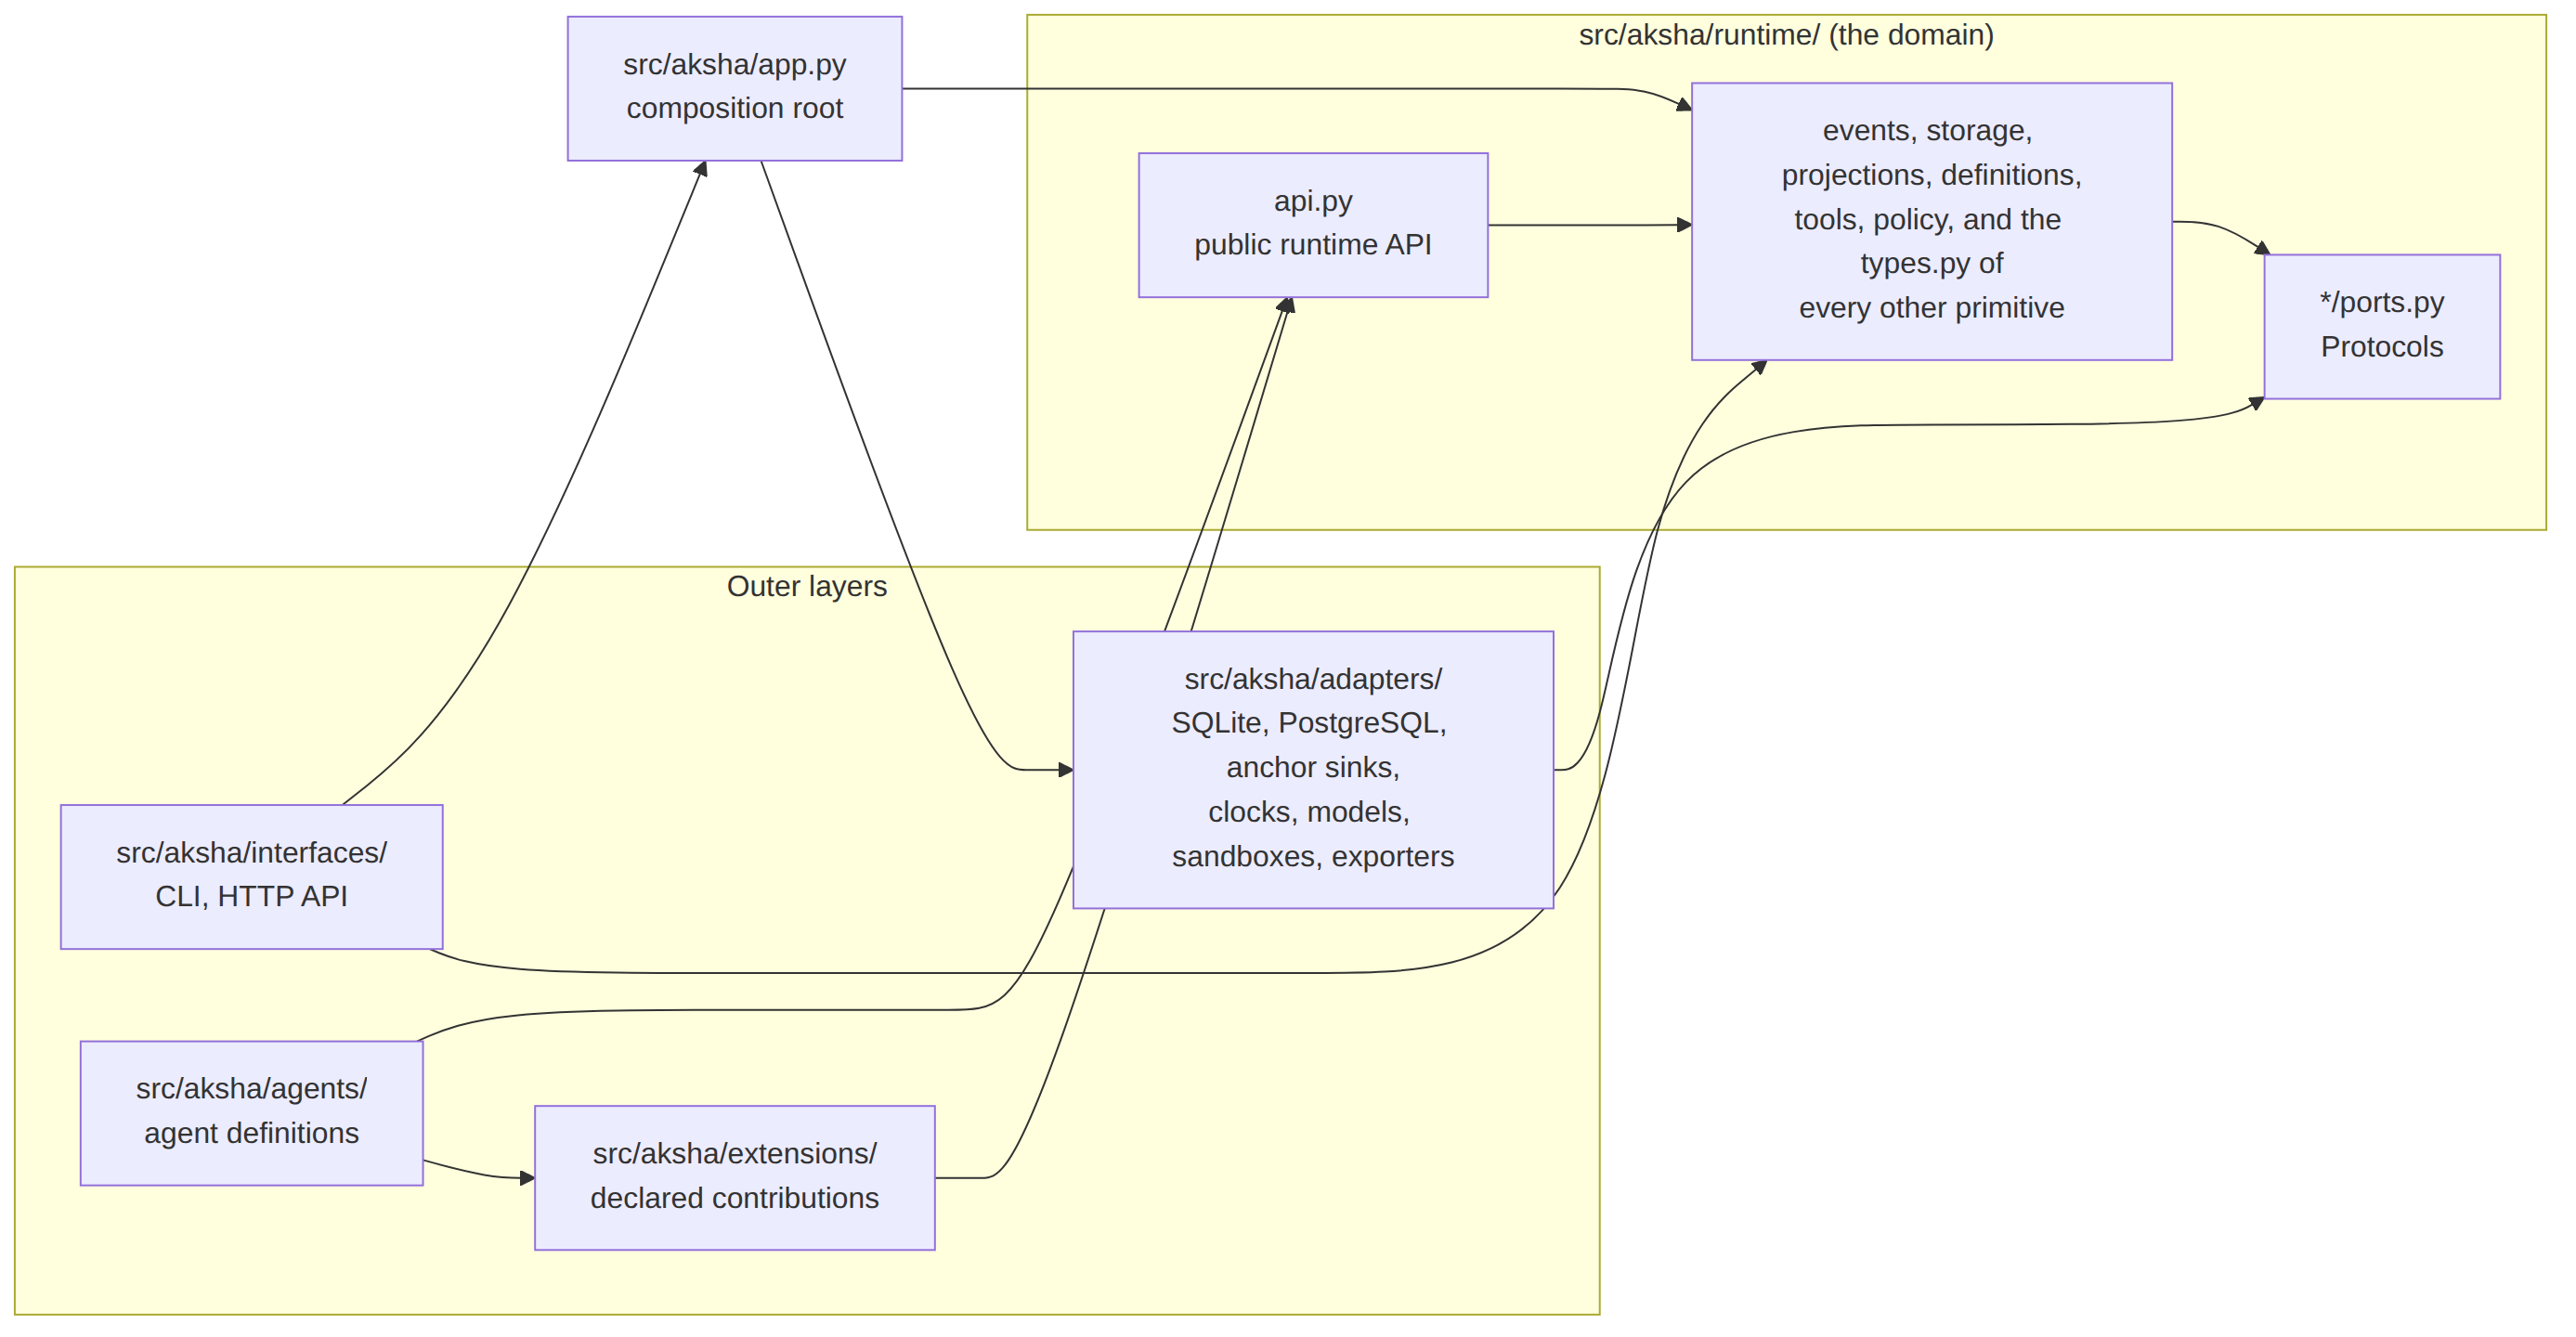 src/aksha/app.py
composition root
src/aksha/runtime/ (the domain)
api.py
public runtime API
events, storage,
projections, definitions,
tools, policy, and the
types.py of
every other primitive
*/ports.py
Protocols
Outer layers
src/aksha/adapters/
SQLite, PostgreSQL,
anchor sinks,
clocks, models,
sandboxes, exporters
src/aksha/interfaces/
CLI, HTTP API
src/aksha/agents/
agent definitions
src/aksha/extensions/
declared contributions